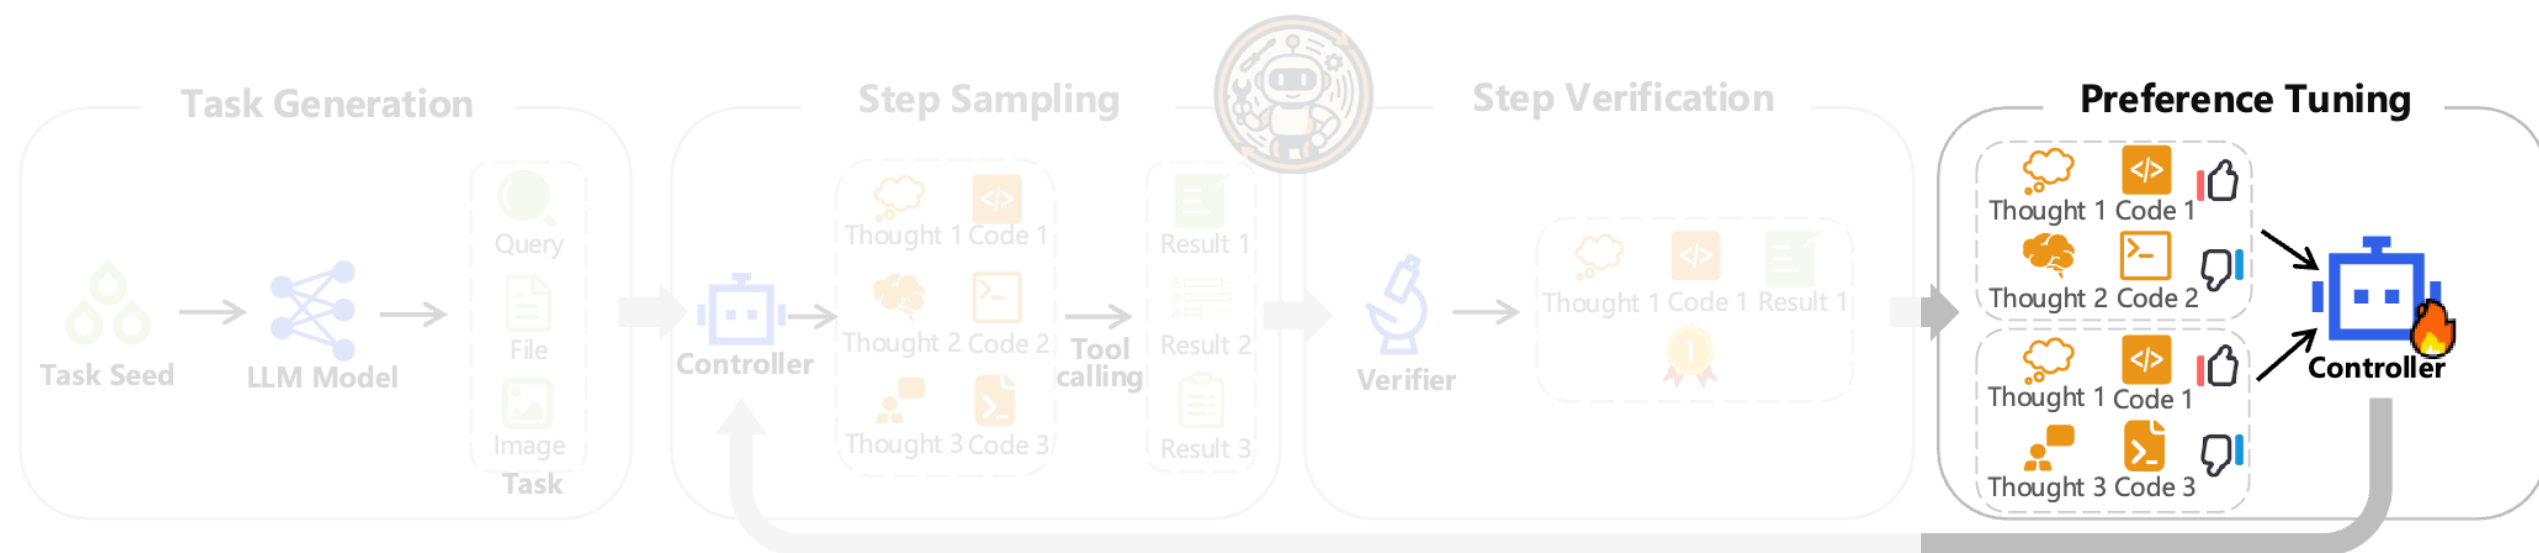 Task Generation
Task Seed
LLM Model
Query
File
Image
Task
Step Sampling
Controller
Thought 1 Code 1
Thought 2 Code 2
Thought 3 Code 3
Tool
calling
Result 1
Result 2
Result 3
Step Verification
Verifier
Thought 1 Code 1 Result 1
1
Preference Tuning
Thought 1 Code 1
Thought 2 Code 2
Thought 1 Code 1
Thought 3 Code 3
Controller